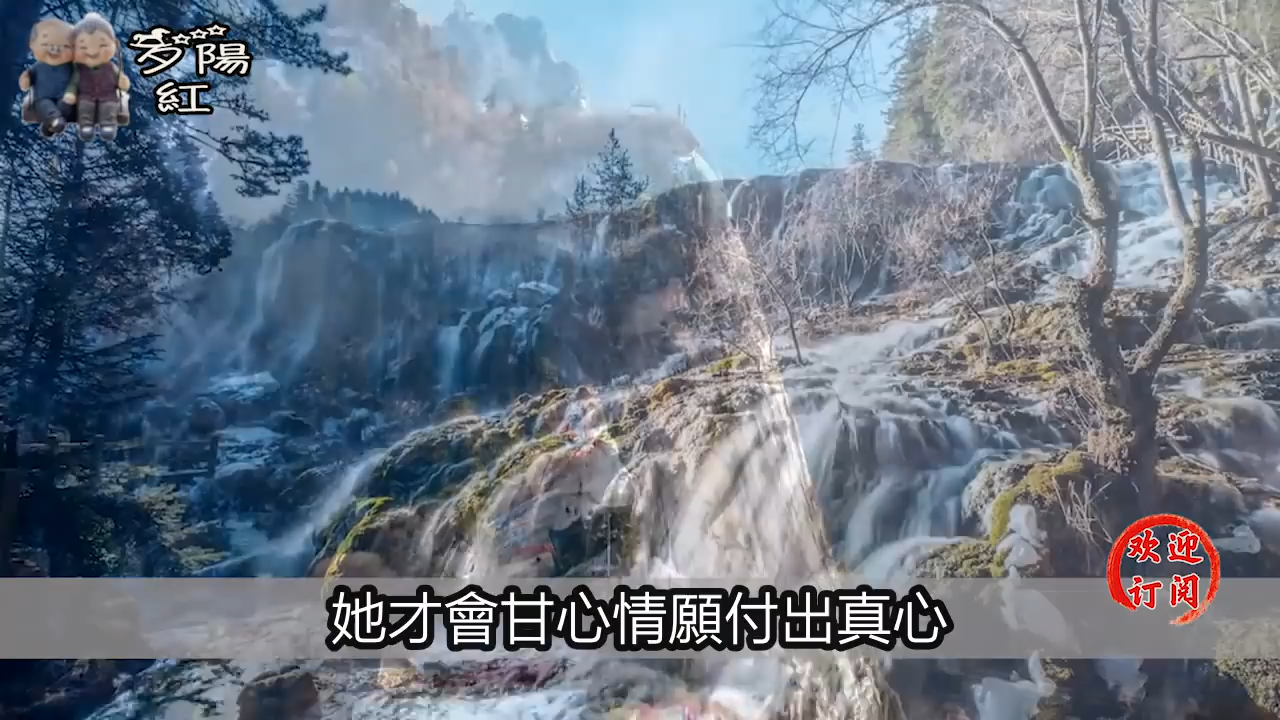 夕陽
紅
她才會甘心情願付出真心
欢迎
订阅